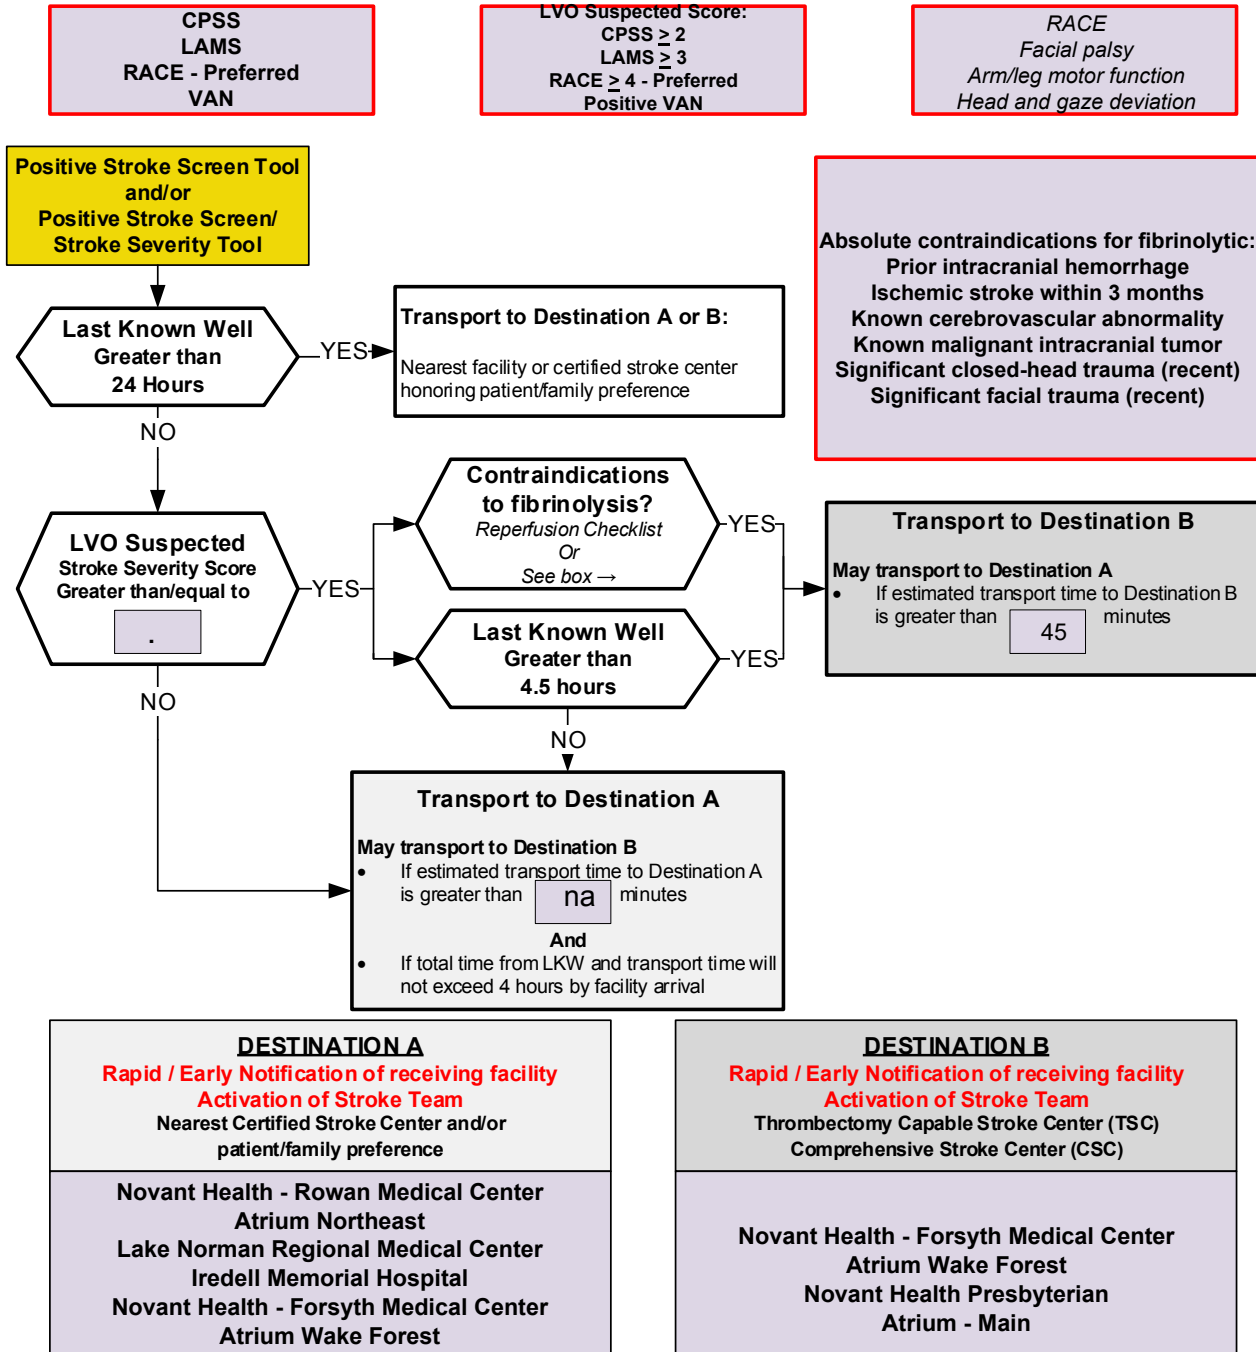 CPSS
LAMS
RACE - Preferred
VAN
LVO Suspected Score:
CPSS ≥ 2
LAMS ≥ 3
RACE ≥ 4 - Preferred
Positive VAN
RACE
Facial palsy
Arm/leg motor function
Head and gaze deviation
Positive Stroke Screen Tool
and/or
Positive Stroke Screen/
Stroke Severity Tool
Absolute contraindications for fibrinolytic:
Prior intracranial hemorrhage
Ischemic stroke within 3 months
Known cerebrovascular abnormality
Known malignant intracranial tumor
Significant closed-head trauma (recent)
Significant facial trauma (recent)
Last Known Well
Greater than
24 Hours
YES
Transport to Destination A or B:
Nearest facility or certified stroke center
honoring patient/family preference
NO
LVO Suspected
Stroke Severity Score
Greater than/equal to
.
YES
Contraindications
to fibrinolysis?
Reperfusion Checklist
Or
See box →
YES
Last Known Well
Greater than
4.5 hours
YES
Transport to Destination B
May transport to Destination A
• If estimated transport time to Destination B
is greater than 45 minutes
NO
NO
Transport to Destination A
May transport to Destination B
• If estimated transport time to Destination A
is greater than na minutes
And
• If total time from LKW and transport time will
not exceed 4 hours by facility arrival
DESTINATION A
Rapid / Early Notification of receiving facility
Activation of Stroke Team
Nearest Certified Stroke Center and/or
patient/family preference
Novant Health - Rowan Medical Center
Atrium Northeast
Lake Norman Regional Medical Center
Iredell Memorial Hospital
Novant Health - Forsyth Medical Center
Atrium Wake Forest
DESTINATION B
Rapid / Early Notification of receiving facility
Activation of Stroke Team
Thrombectomy Capable Stroke Center (TSC)
Comprehensive Stroke Center (CSC)
Novant Health - Forsyth Medical Center
Atrium Wake Forest
Novant Health Presbyterian
Atrium - Main